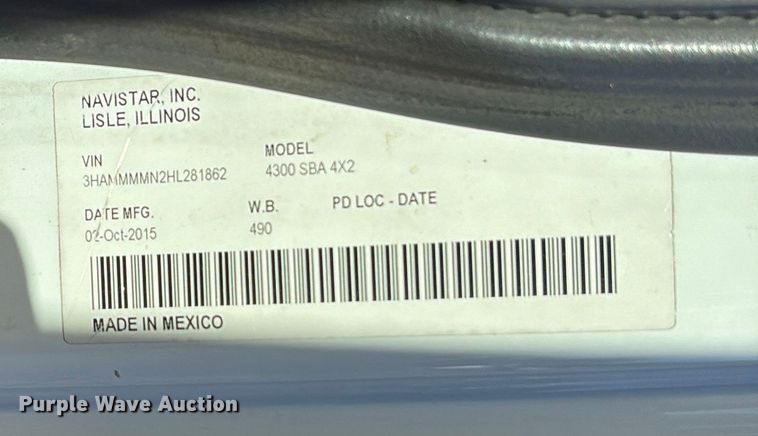 NAVISTAR, INC.
LISLE, ILLINOIS
VIN MODEL
3HAMMMMN2HL281862 4300 SBA 4X2
DATE MFG. W.B. PD LOC - DATE
02-Oct-2015 490
MADE IN MEXICO
Purple Wave Auction